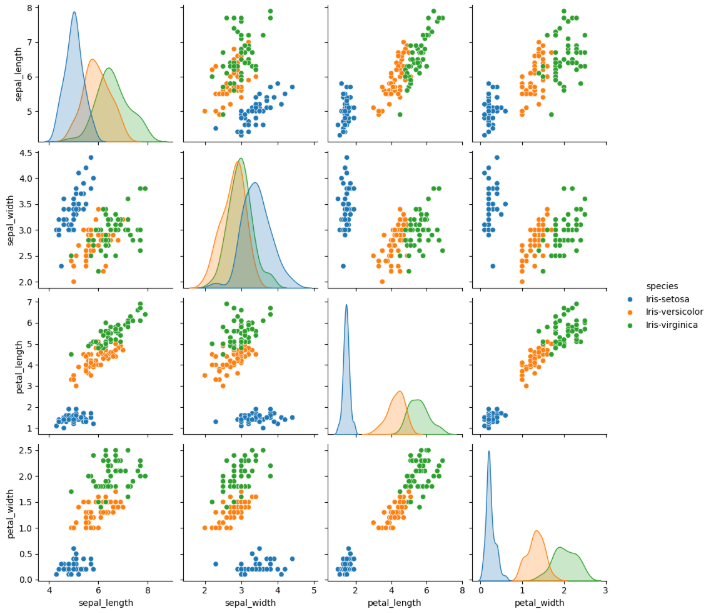 8
7
6
5
sepal_length
4.5
4.0
3.5
3.0
2.5
2.0
sepal_width
species
Iris-setosa
Iris-versicolor
Iris-virginica
7
6
5
4
3
2
1
petal_length
2.5
2.0
1.5
1.0
0.5
0.0
petal_width
4 6 8 2 3 4 5 2 4 6 8 0 1 2 3
sepal_length sepal_width petal_length petal_width